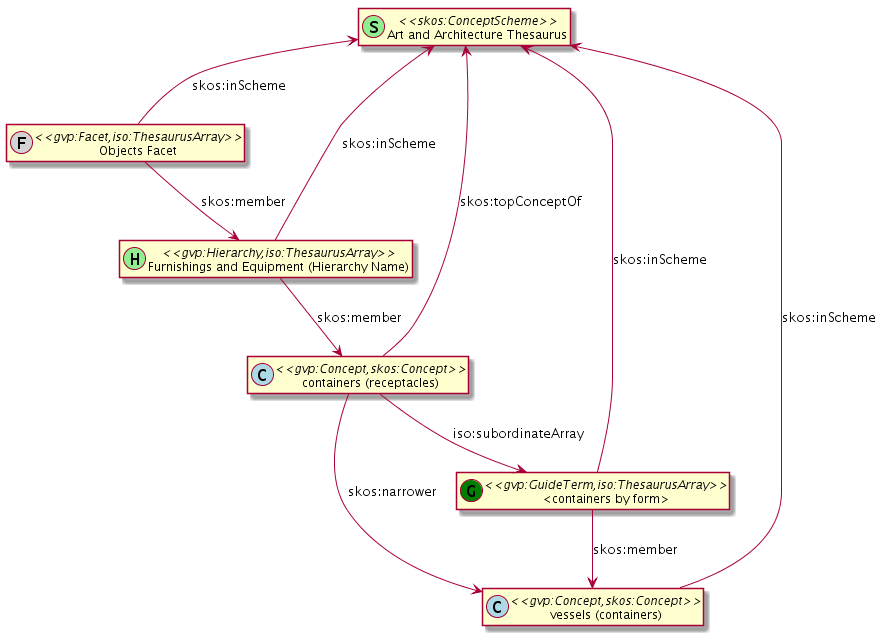 S
<<skos:ConceptScheme>>
Art and Architecture Thesaurus
skos:inScheme
F
<<gvp:Facet,iso:ThesaurusArray>>
Objects Facet
skos:inScheme
skos:member
skos:topConceptOf
H
<<gvp:Hierarchy,iso:ThesaurusArray>>
Furnishings and Equipment (Hierarchy Name)
skos:inScheme
skos:member
skos:inScheme
C
<<gvp:Concept,skos:Concept>>
containers (receptacles)
iso:subordinateArray
skos:narrower
G
<<gvp:GuideTerm,iso:ThesaurusArray>>
<containers by form>
skos:member
C
<<gvp:Concept,skos:Concept>>
vessels (containers)